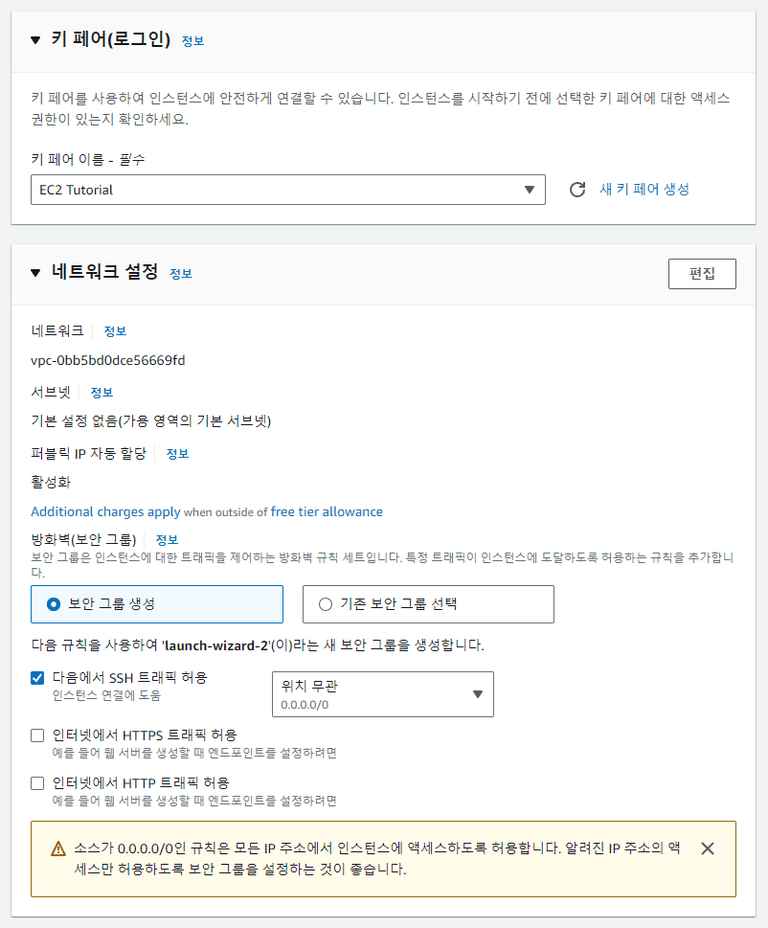 키 페어(로그인) 정보
키 페어를 사용하여 인스턴스에 안전하게 연결할 수 있습니다. 인스턴스를 시작하기 전에 선택한 키 페어에 대한 액세스
권한이 있는지 확인하세요.
키 페어 이름 - 필수
EC2 Tutorial
새 키 페어 생성
네트워크 설정 정보
편집
네트워크 정보
vpc-0bb5bd0dce56669fd
서브넷 정보
기본 설정 없음(가용 영역의 기본 서브넷)
퍼블릭 IP 자동 할당 정보
활성화
Additional charges apply when outside of free tier allowance
방화벽(보안 그룹) 정보
보안 그룹은 인스턴스에 대한 트래픽을 제어하는 방화벽 규칙 세트입니다. 특정 트래픽이 인스턴스에 도달하도록 허용하는 규칙을 추가합니
다.
보안 그룹 생성
기존 보안 그룹 선택
다음 규칙을 사용하여 'launch-wizard-2'(이)라는 새 보안 그룹을 생성합니다.
다음에서 SSH 트래픽 허용
인스턴스 연결에 도움
위치 무관
0.0.0.0/0
인터넷에서 HTTPS 트래픽 허용
예를 들어 웹 서버를 생성할 때 엔드포인트를 설정하려면
인터넷에서 HTTP 트래픽 허용
예를 들어 웹 서버를 생성할 때 엔드포인트를 설정하려면
소스가 0.0.0.0/0인 규칙은 모든 IP 주소에서 인스턴스에 액세스하도록 허용합니다. 알려진 IP 주소의 액
세스만 허용하도록 보안 그룹을 설정하는 것이 좋습니다.